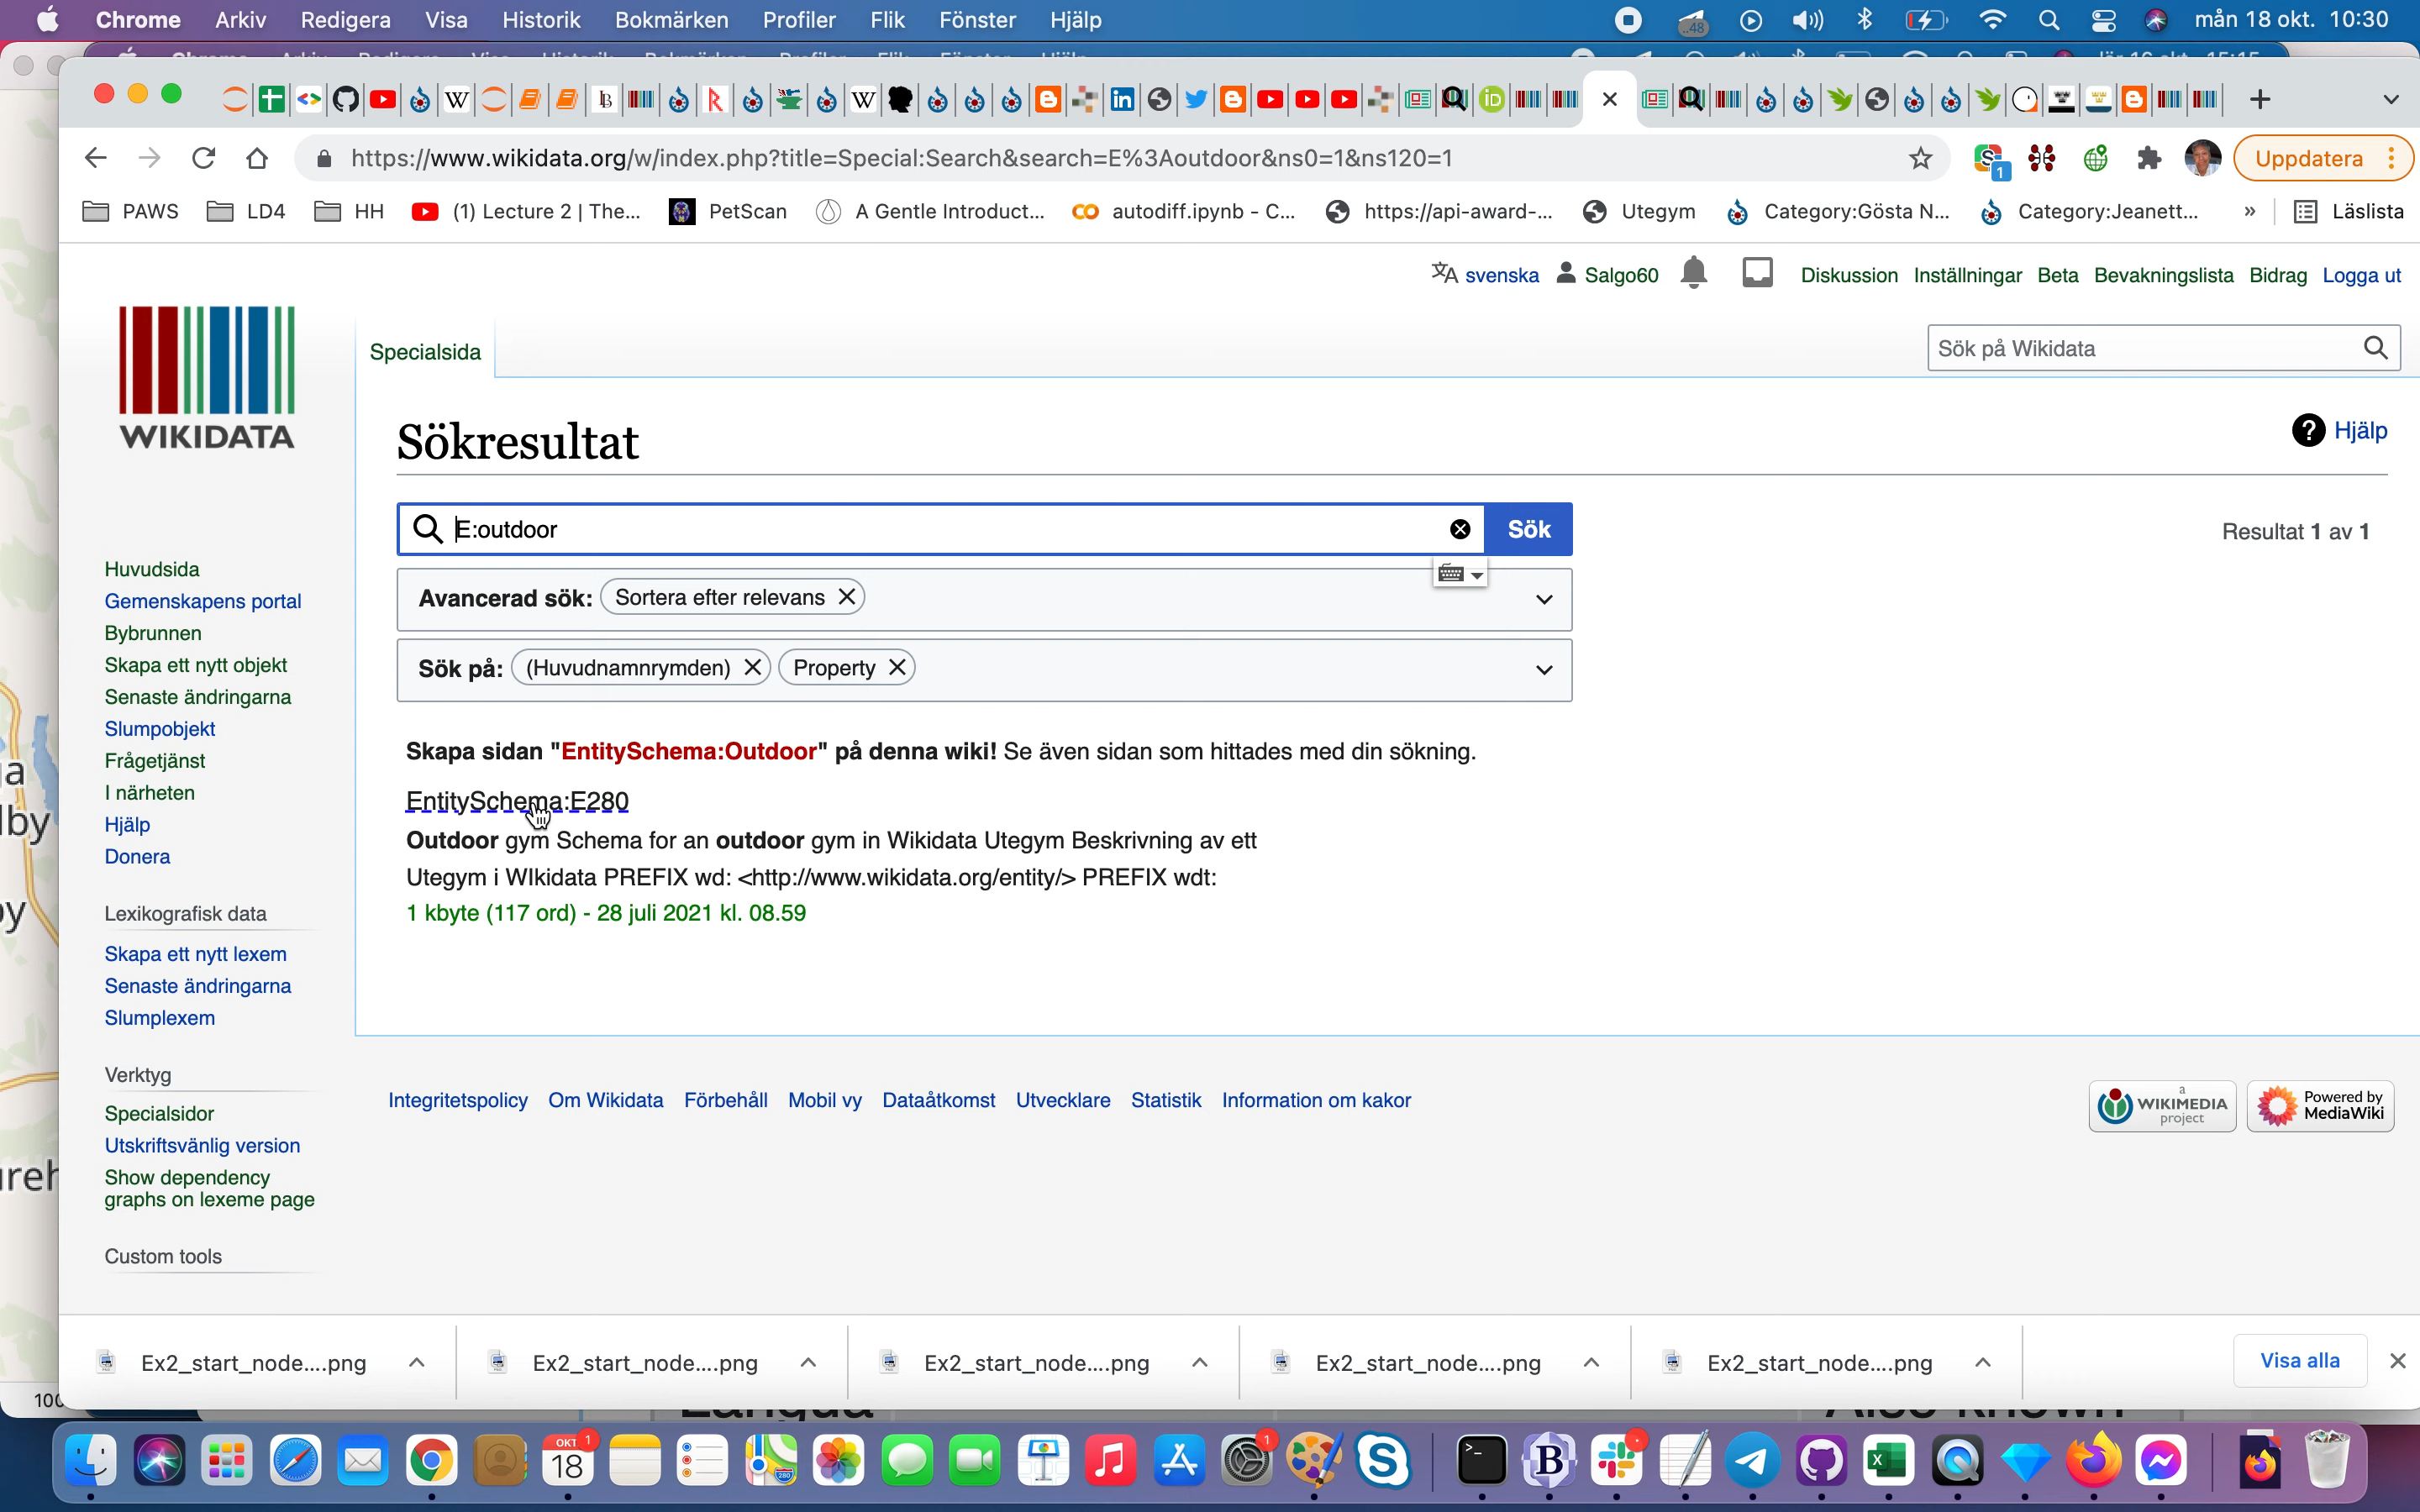 Chrome Arkiv Redigera Visa Historik Bokmärken Profiler Flik Fönster Hjälp
48
mån 18 okt. 10:30
https://www.wikidata.org/w/index.php?title=Special:Search&search=E%3Aoutdoor&ns0=1&ns120=1
1
Uppdatera
PAWS LD4 HH (1) Lecture 2 | The... PetScan A Gentle Introduct... autodiff.ipynb - C... https://api-award-... Utegym Category:Gösta N... Category:Jeanett... » Läslista
svenska Salgo60 Diskussion Inställningar Beta Bevakningslista Bidrag Logga ut
WIKIDATA
Specialsida
Sök på Wikidata
Sökresultat
Hjälp
E:outdoor
Sök
Resultat 1 av 1
Avancerad sök: Sortera efter relevans
Sök på: (Huvudnamnrymden) Property
Skapa sidan "EntitySchema:Outdoor" på denna wiki! Se även sidan som hittades med din sökning.
EntitySchema:E280
Outdoor gym Schema for an outdoor gym in Wikidata Utegym Beskrivning av ett
Utegym i WIkidata PREFIX wd: <http://www.wikidata.org/entity/> PREFIX wdt:
1 kbyte (117 ord) - 28 juli 2021 kl. 08.59
Huvudsida
Gemenskapens portal
Bybrunnen
Skapa ett nytt objekt
Senaste ändringarna
Slumpobjekt
Frågetjänst
I närheten
Hjälp
Donera
Lexikografisk data
Skapa ett nytt lexem
Senaste ändringarna
Slumplexem
Verktyg
Specialsidor
Utskriftsvänlig version
Show dependency
graphs on lexeme page
Custom tools
Integritetspolicy Om Wikidata Förbehåll Mobil vy Dataåtkomst Utvecklare Statistik Information om kakor
a
WIKIMEDIA
project
Powered by
MediaWiki
Ex2_start_node....png Ex2_start_node....png Ex2_start_node....png Ex2_start_node....png Ex2_start_node....png
Visa alla
OKT
18
1
280
1